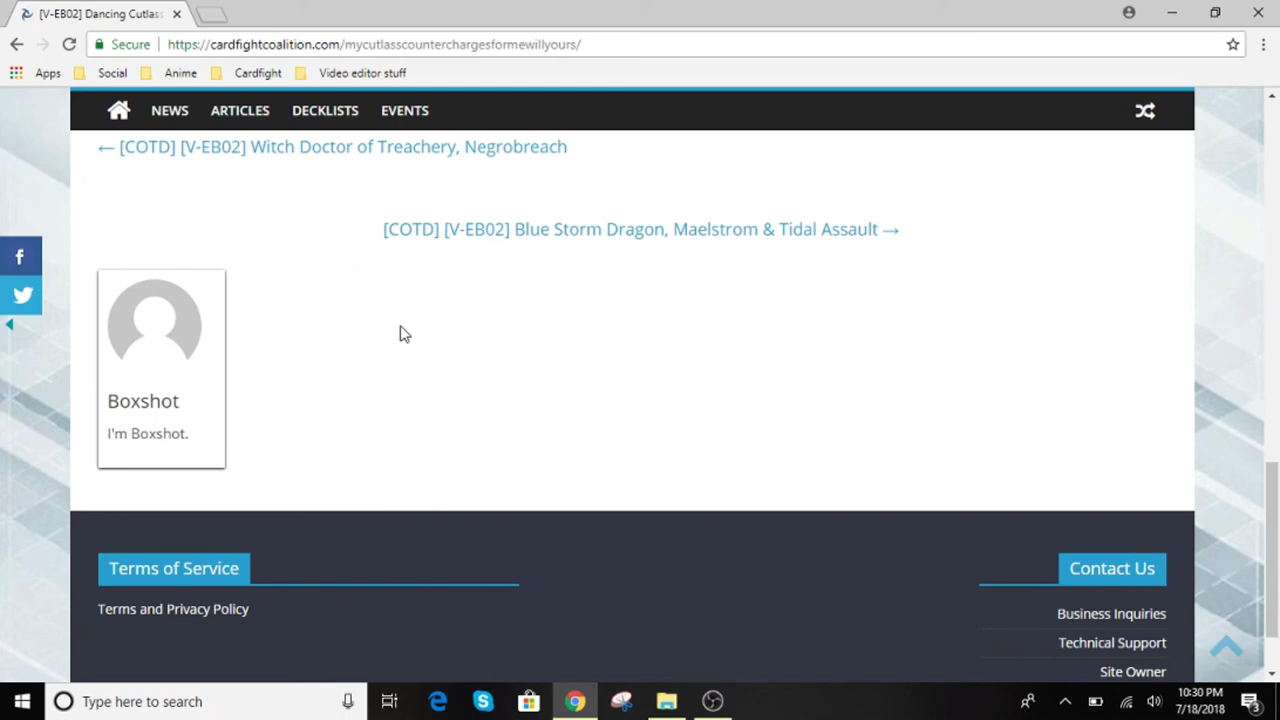 [V-EB02] Dancing Cutlass
Secure https://cardfightcoalition.com/mycutlasscounterchargesformewillyours/
Apps Social Anime Cardfight Video editor stuff
NEWS ARTICLES DECKLISTS EVENTS
← [COTD] [V-EB02] Witch Doctor of Treachery, Negrobreach
[COTD] [V-EB02] Blue Storm Dragon, Maelstrom & Tidal Assault →
Boxshot
I'm Boxshot.
Terms of Service
Contact Us
Terms and Privacy Policy
Business Inquiries
Technical Support
Site Owner
Type here to search
10:30 PM
7/18/2018
3